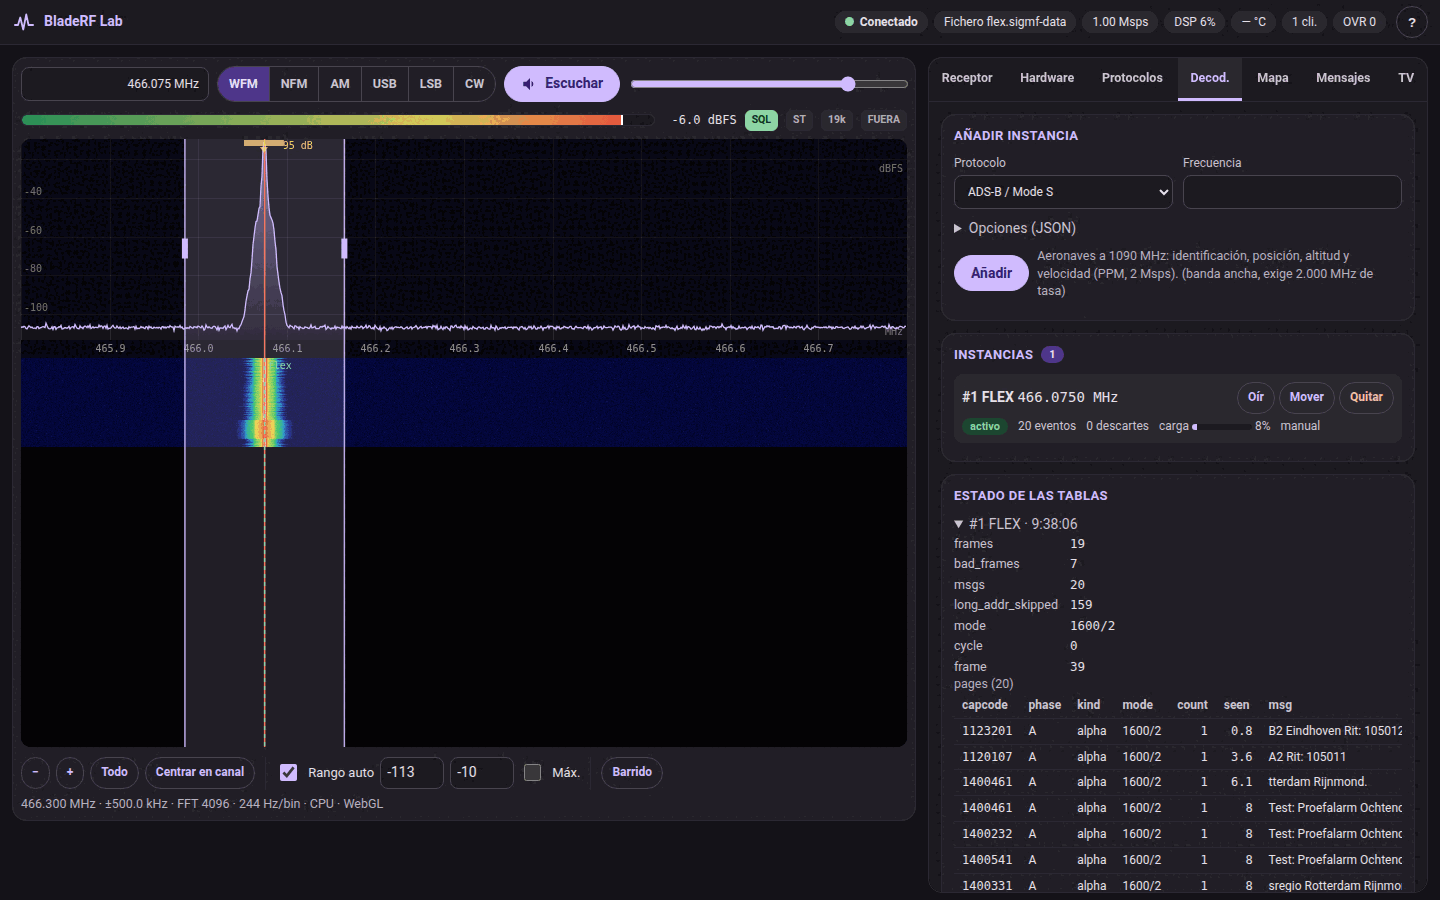 BladeRF Lab
Conectado
Fichero flex.sigmf-data
1.00 Msps
DSP 6%
— °C
1 cli.
OVR 0
?
466.075 MHz
WFM NFM AM USB LSB CW
Escuchar
-6.0 dBFS
SQL
ST
19k
FUERA
95 dB
dBFS
-40
-60
-80
-100
MHz
465.9 466.0 466.1 466.2 466.3 466.4 466.5 466.6 466.7
− + Todo Centrar en canal
Rango auto -113 -10 Máx. Barrido
466.300 MHz · ±500.0 kHz · FFT 4096 · 244 Hz/bin · CPU · WebGL
Receptor Hardware Protocolos Decod. Mapa Mensajes TV
AÑADIR INSTANCIA
Protocolo Frecuencia
ADS-B / Mode S
Opciones (JSON)
Añadir
Aeronaves a 1090 MHz: identificación, posición, altitud y
velocidad (PPM, 2 Msps). (banda ancha, exige 2.000 MHz de
tasa)
INSTANCIAS 1
#1 FLEX 466.0750 MHz Oír Mover Quitar
activo 20 eventos 0 descartes carga 8% manual
ESTADO DE LAS TABLAS
#1 FLEX · 9:38:06
frames 19
bad_frames 7
msgs 20
long_addr_skipped 159
mode 1600/2
cycle 0
frame 39
pages (20)
capcode phase kind mode count seen msg
1123201 A alpha 1600/2 1 0.8 B2 Eindhoven Rit: 105012
1120107 A alpha 1600/2 1 3.6 A2 Rit: 105011
1400461 A alpha 1600/2 1 6.1 tterdam Rijnmond.
1400461 A alpha 1600/2 1 8 Test: Proefalarm Ochtend
1400232 A alpha 1600/2 1 8 Test: Proefalarm Ochtend
1400541 A alpha 1600/2 1 8 Test: Proefalarm Ochtend
1400331 A alpha 1600/2 1 8 sregio Rotterdam Rijnmo